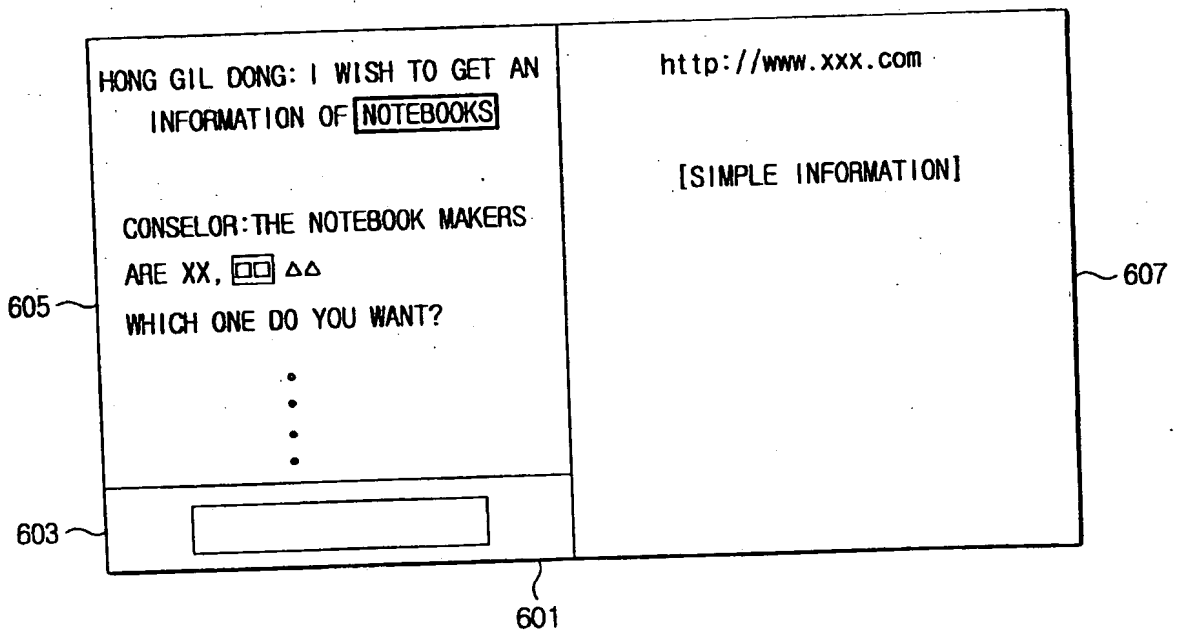 HONG GIL DONG: I WISH TO GET AN
INFORMATION OF NOTEBOOKS
CONSELOR:THE NOTEBOOK MAKERS
ARE XX, □□ △△
WHICH ONE DO YOU WANT?
http://www.xxx.com
[SIMPLE INFORMATION]
605
607
603
601